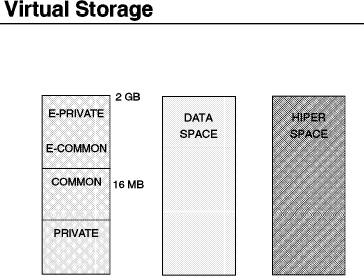 Virtual Storage
2 GB
E-PRIVATE
E-COMMON
COMMON
16 MB
PRIVATE
DATA
SPACE
HIPER
SPACE